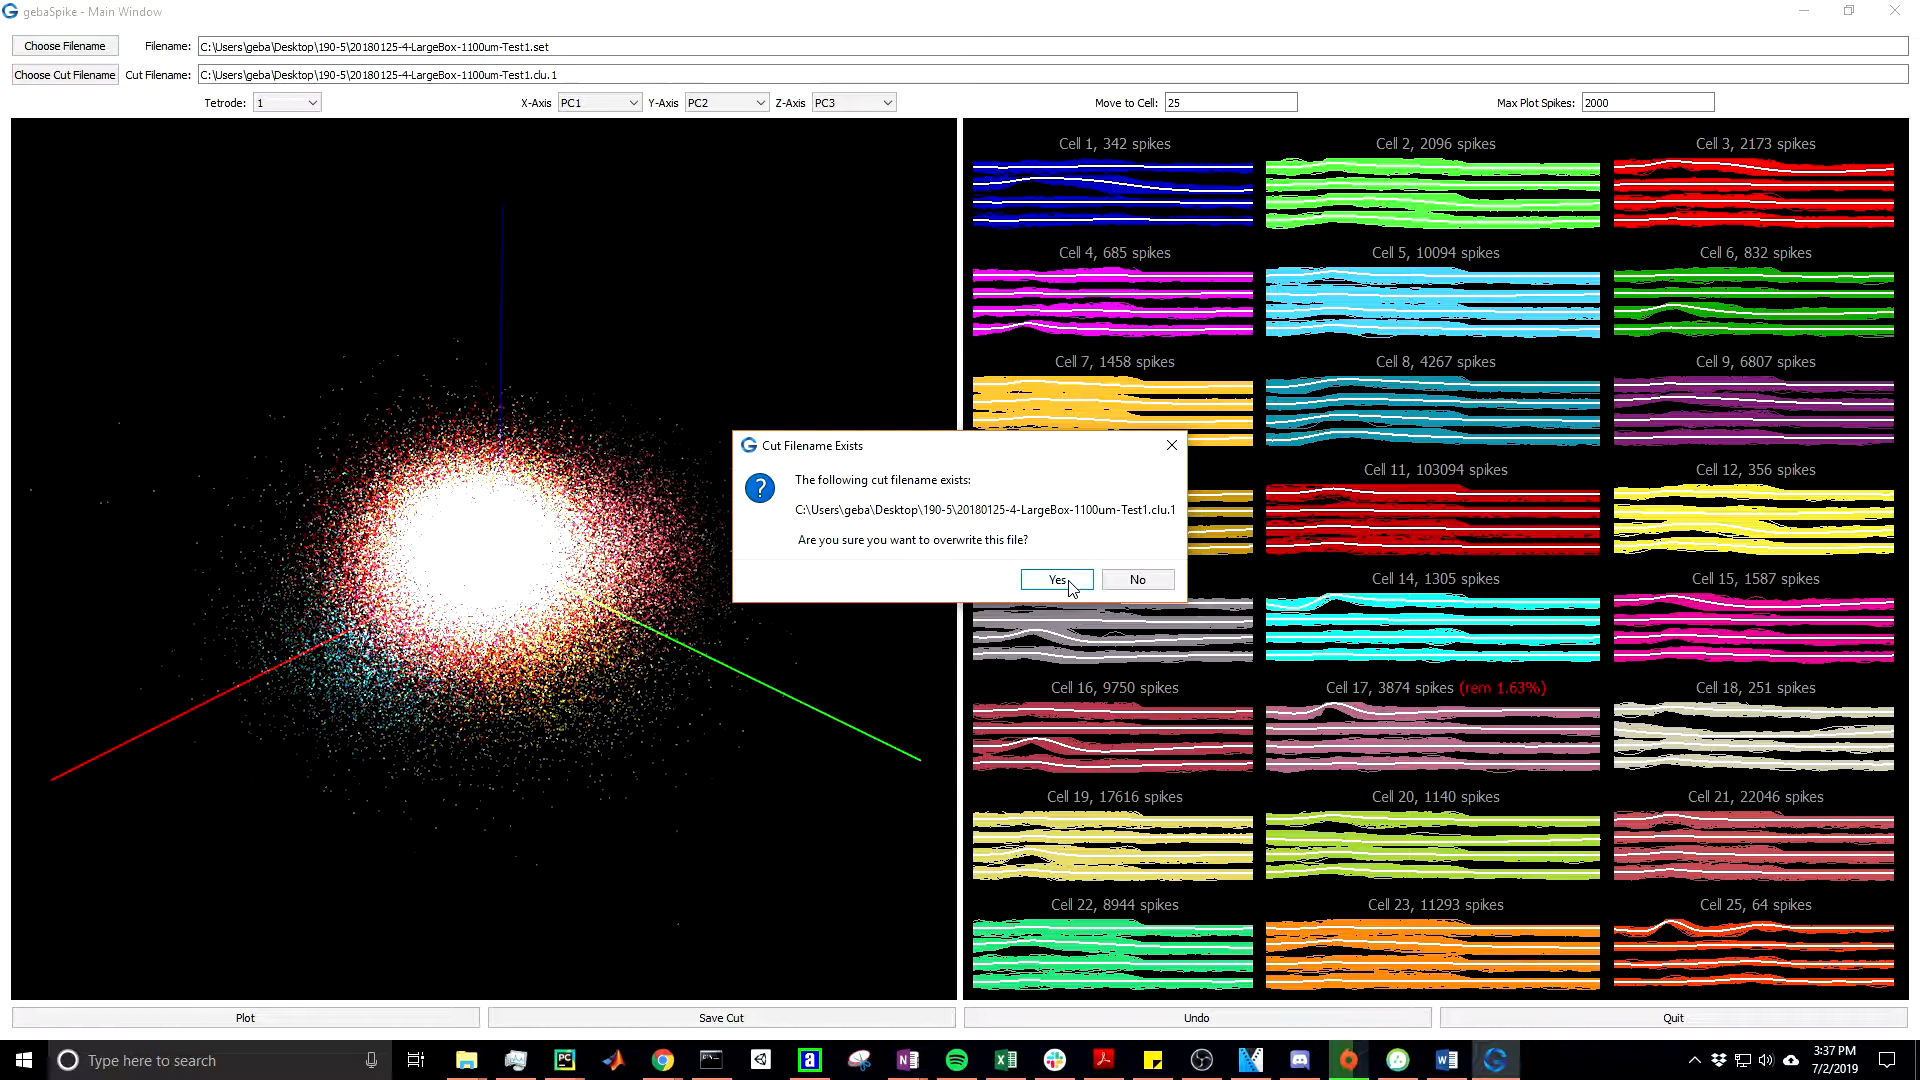 gebaSpike - Main Window
Choose Filename Filename: C:\Users\geba\Desktop\190-5\20180125-4-LargeBox-1100um-Test1.set
Choose Cut Filename Cut Filename: C:\Users\geba\Desktop\190-5\20180125-4-LargeBox-1100um-Test1.clu.1
Tetrode: 1 X-Axis PC1 Y-Axis PC2 Z-Axis PC3 Move to Cell: 25 Max Plot Spikes: 2000
Cell 1, 342 spikes Cell 2, 2096 spikes Cell 3, 2173 spikes
Cell 4, 685 spikes Cell 5, 10094 spikes Cell 6, 832 spikes
Cell 7, 1458 spikes Cell 8, 4267 spikes Cell 9, 6807 spikes
Cut Filename Exists
The following cut filename exists:
C:\Users\geba\Desktop\190-5\20180125-4-LargeBox-1100um-Test1.clu.1
Are you sure you want to overwrite this file?
Yes No
Cell 11, 103094 spikes Cell 12, 356 spikes
Cell 14, 1305 spikes Cell 15, 1587 spikes
Cell 16, 9750 spikes Cell 17, 3874 spikes (rem 1.63%) Cell 18, 251 spikes
Cell 19, 17616 spikes Cell 20, 1140 spikes Cell 21, 22046 spikes
Cell 22, 8944 spikes Cell 23, 11293 spikes Cell 25, 64 spikes
Plot Save Cut Undo Quit
Type here to search
3:37 PM
7/2/2019